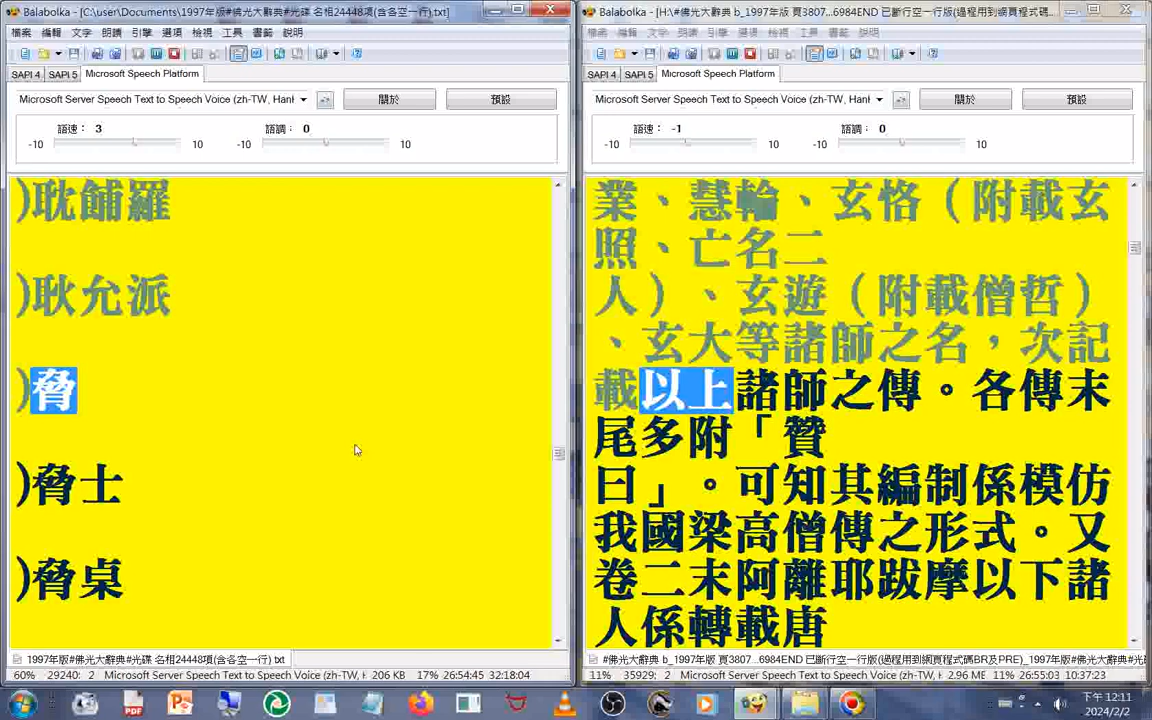 Balabolka - [C:\user\Documents\1997年版#佛光大辭典#光碟 名相24448項(含各空一行).txt]
檔案 編輯 文字 朗讀 引擎 選項 檢視 工具 書籤 說明
SAPI 4 SAPI 5 Microsoft Speech Platform
Microsoft Server Speech Text to Speech Voice (zh-TW, Hanl
關於
預設
語速： 3
語調： 0
-10 10 -10 10
)耽餔羅
)耿允派
)脅
)脅士
)脅桌
1997年版#佛光大辭典#光碟 名相24448項(含各空一行) txt
60% 29240: 2 Microsoft Speech Text to Speech Voice (zh-TW, H 206 KB 17% 26:54:45 32:18:04
Balabolka - [H:\#佛光大辭典 b_1997年版 頁3807...6984END 已斷行空一行版(過程用到網頁程式碼
檔案 編輯 文字 朗讀 引擎 選項 檢視 工具 書籤 說明
SAPI 4 SAPI 5 Microsoft Speech Platform
Microsoft Server Speech Text to Speech Voice (zh-TW, Hanl
關於
預設
語速： -1
語調： 0
-10 10 -10 10
業、慧輪、玄恪（附載玄
照、亡名二
人）、玄遊（附載僧哲）
、玄大等諸師之名，次記
載以上諸師之傳。各傳末
尾多附「贊
曰」。可知其編制係模仿
我國梁高僧傳之形式。又
卷二末阿離耶跋摩以下諸
人係轉載唐
#佛光大辭典 b_1997年版 頁3807...6984END 已斷行空一行版(過程用到網頁程式碼BR及PRE)_1997年版#光
11% 35929: 2 Microsoft Server Speech Text to Speech Voice (zh-TW, H 2.96 ME 11% 26:55:03 10:37:23
下午 12:11
2024/2/2